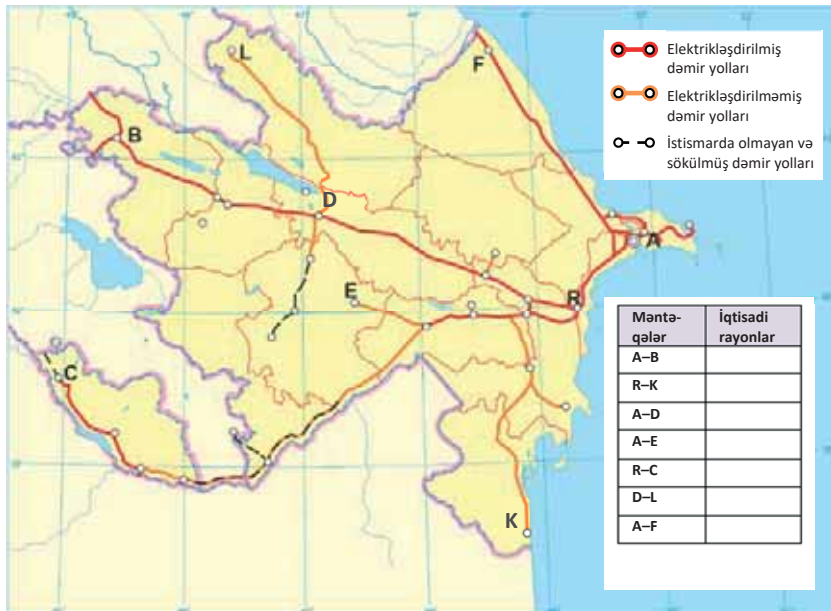 L
F
B
D
A
E
R
C
K
Elektrikləşdirilmiş
dəmir yolları
Elektrikləşdirilməmiş
dəmir yolları
İstismarda olmayan və
sökülmüş dəmir yolları
Məntə-
qələr
İqtisadi
rayonlar
A–B
R–K
A–D
A–E
R–C
D–L
A–F